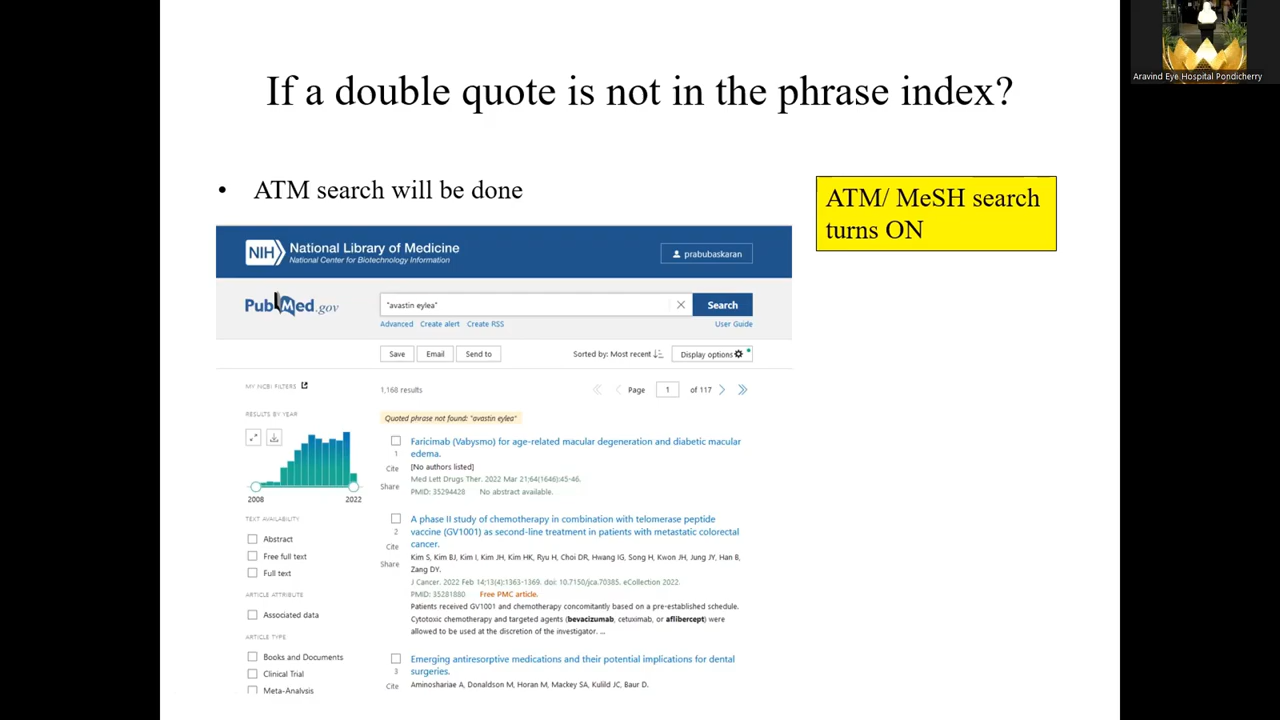 If a double quote is not in the phrase index?
Aravind Eye Hospital Pondicherry
• ATM search will be done
ATM/ MeSH search
turns ON
NIH National Library of Medicine
National Center for Biotechnology Information
prabubaskaran
PubMed.gov
"avastin eylea"
Search
Advanced Create alert Create RSS
User Guide
Save Email Send to
Sorted by: Most recent
Display options
MY NCBI FILTERS
1,168 results
Page 1 of 117
RESULTS BY YEAR
Quoted phrase not found: "avastin eylea"
2008 2022
1
Cite
Share
Faricimab (Vabysmo) for age-related macular degeneration and diabetic macular
edema.
[No authors listed]
Med Lett Drugs Ther. 2022 Mar 21;64(1646):45-46.
PMID: 35294428 No abstract available.
TEXT AVAILABILITY
Abstract
Free full text
Full text
2
Cite
Share
A phase II study of chemotherapy in combination with telomerase peptide
vaccine (GV1001) as second-line treatment in patients with metastatic colorectal
cancer.
Kim S, Kim BJ, Kim I, Kim JH, Kim HK, Ryu H, Choi DR, Hwang IG, Song H, Kwon JH, Jung JY, Han B,
Zang DY.
J Cancer. 2022 Feb 14;13(4):1363-1369. doi: 10.7150/jca.70385. eCollection 2022.
PMID: 35281880 Free PMC article.
Patients received GV1001 and chemotherapy concomitantly based on a pre-established schedule.
Cytotoxic chemotherapy and targeted agents (bevacizumab, cetuximab, or aflibercept) were
allowed to be used at the discretion of the investigator. ...
ARTICLE ATTRIBUTE
Associated data
ARTICLE TYPE
Books and Documents
Clinical Trial
Meta-Analysis
3
Cite
Emerging antiresorptive medications and their potential implications for dental
surgeries.
Aminoshariae A, Donaldson M, Horan M, Mackey SA, Kulild JC, Baur D.